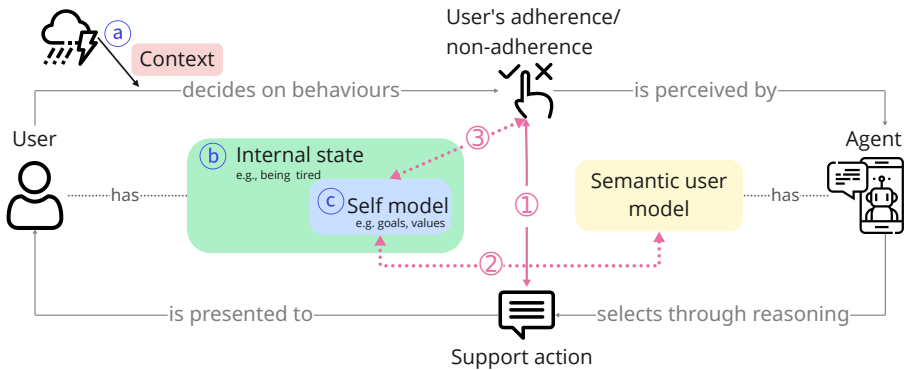 User's adherence/
non-adherence
a
Context
decides on behaviours
is perceived by
User
Agent
3
b Internal state
e.g., being tired
has
c Self model
e.g. goals, values
1
Semantic user
model
has
2
is presented to
selects through reasoning
Support action